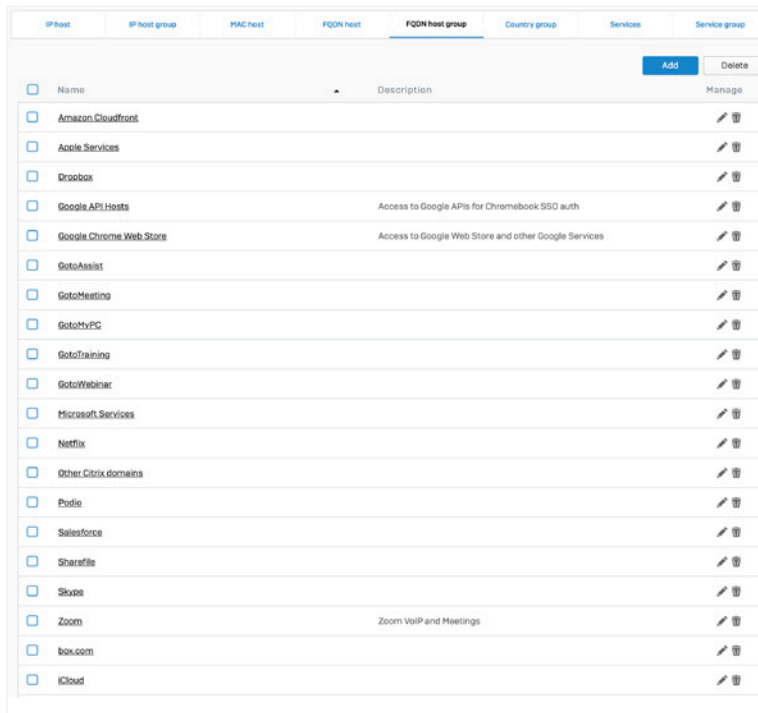 IP host IP host group MAC host FQDN host FQDN host group Country group Services Service group
Add Delete
Name Description Manage
Amazon Cloudfront
Apple Services
Dropbox
Google API Hosts Access to Google APIs for Chromebook SSO auth
Google Chrome Web Store Access to Google Web Store and other Google Services
GotoAssist
GotoMeeting
GotoMyPC
GotoTraining
GotoWebinar
Microsoft Services
Netflix
Other Citrix domains
Podio
Salesforce
Sharefile
Skype
Zoom Zoom VoIP and Meetings
box.com
iCloud